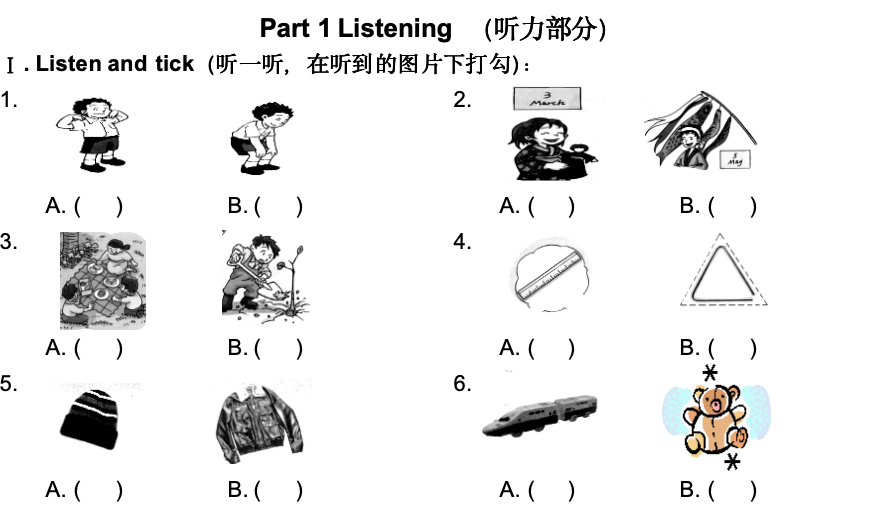 Part 1 Listening （听力部分）
Ⅰ. Listen and tick（听一听，在听到的图片下打勾）：
1.
2.
3
March
5
May
A. (    )
B. (    )
A. (    )
B. (    )
3.
4.
A. (    )
B. (    )
A. (    )
B. (    )
5.
6.
A. (    )
B. (    )
A. (    )
B. (    )